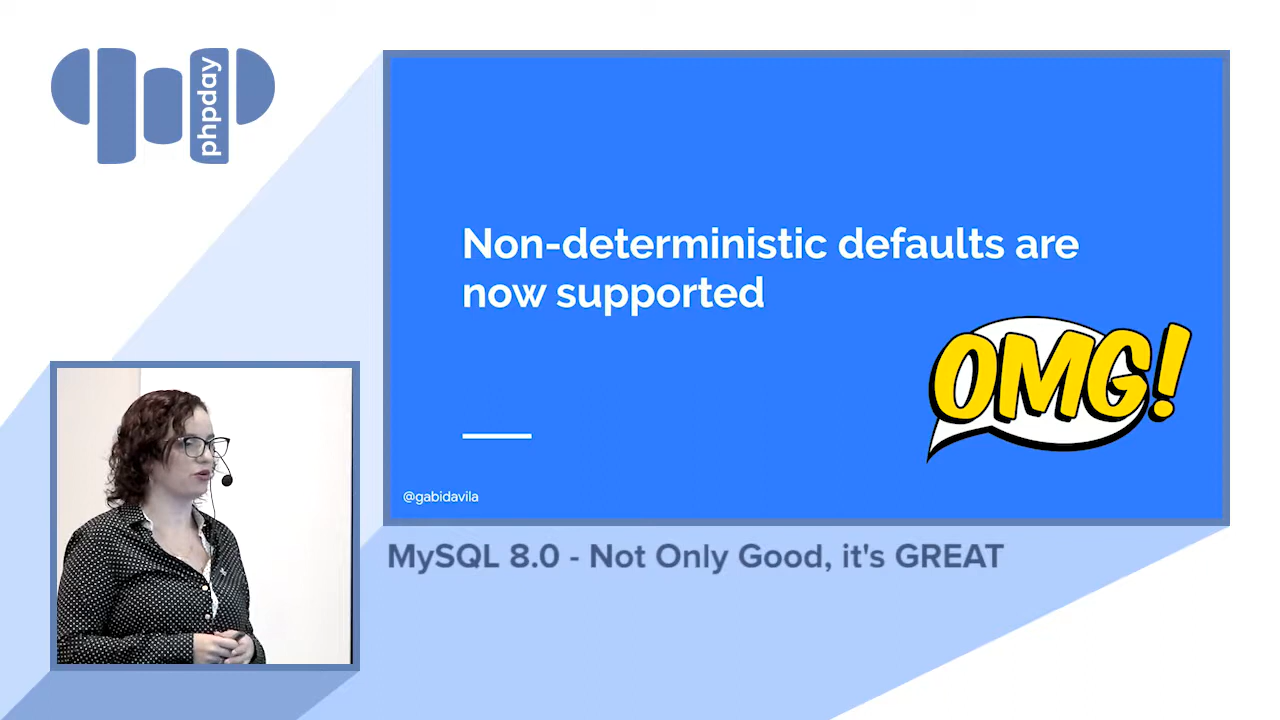 phpday
Non-deterministic defaults are
now supported
OMG!
@gabidavila
MySQL 8.0 - Not Only Good, it's GREAT